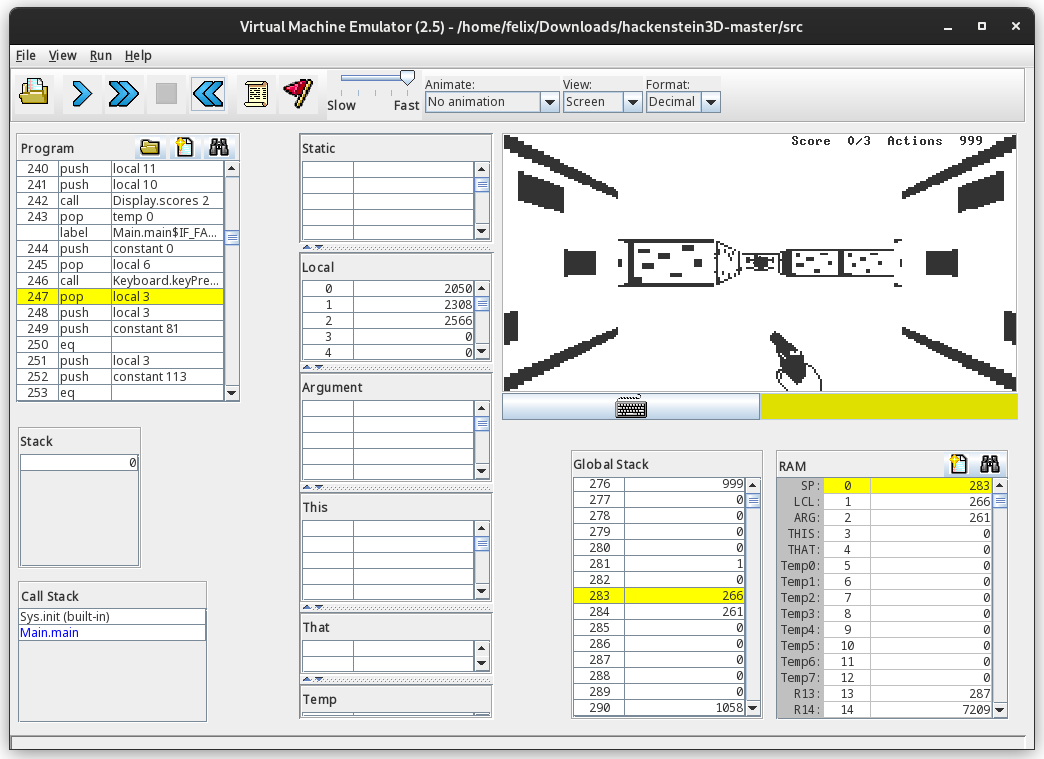 Virtual Machine Emulator (2.5) - /home/felix/Downloads/hackenstein3D-master/src
File View Run Help
Slow Fast
Animate: View: Format:
No animation Screen Decimal
Program
240 push local 11
241 push local 10
242 call Display.scores 2
243 pop temp 0
label Main.main$IF_FA...
244 push constant 0
245 pop local 6
246 call Keyboard.keyPre...
247 pop local 3
248 push local 3
249 push constant 81
250 eq
251 push local 3
252 push constant 113
253 eq
Stack
0
Call Stack
Sys.init (built-in)
Main.main
Static
Local
0 2050
1 2308
2 2566
3 0
4 0
Argument
This
That
Temp
Score 0/3 Actions 999
Global Stack
276 999
277 0
278 0
279 0
280 0
281 1
282 0
283 266
284 261
285 0
286 0
287 0
288 0
289 0
290 1058
RAM
SP: 0 283
LCL: 1 266
ARG: 2 261
THIS: 3 0
THAT: 4 0
Temp0: 5 0
Temp1: 6 0
Temp2: 7 0
Temp3: 8 0
Temp4: 9 0
Temp5: 10 0
Temp6: 11 0
Temp7: 12 0
R13: 13 287
R14: 14 7209